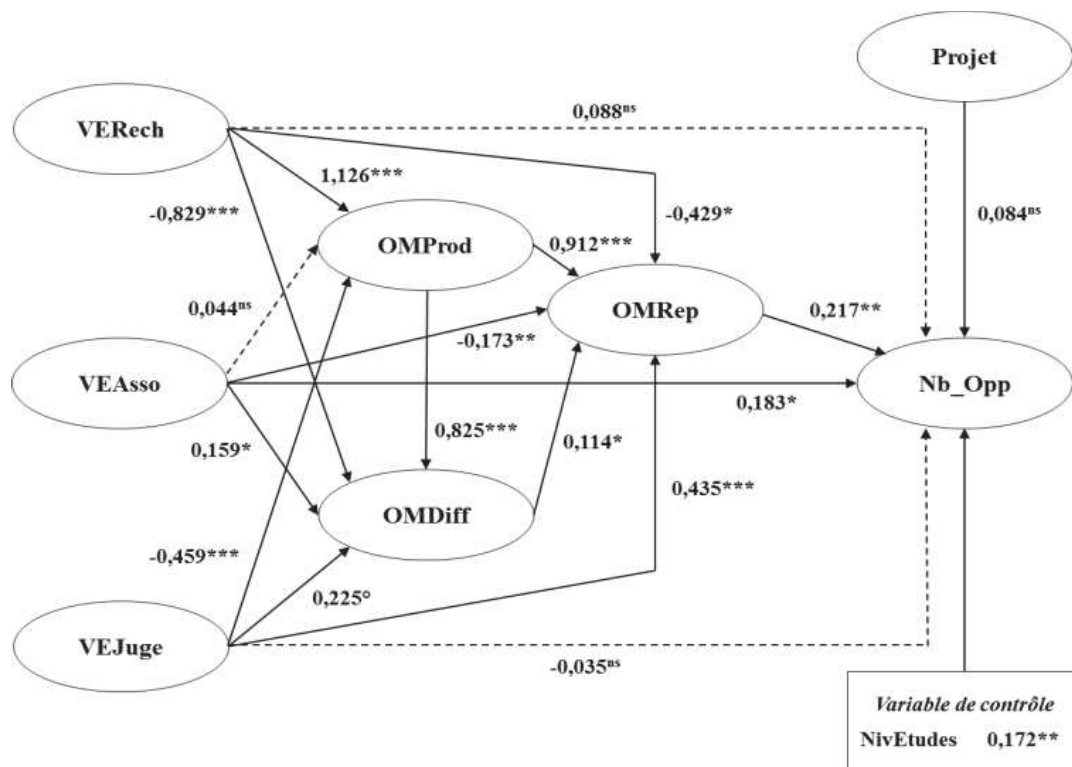 Projet
VERech
0,088ns
1,126***
-0,829***
-0,429*
0,084ns
OMProd
0,912***
0,044ns
OMRep
0,217**
-0,173**
VEAsso
Nb_Opp
0,183*
0,159*
0,825***
0,114*
0,435***
OMDiff
-0,459***
0,225°
VEJuge
-0,035ns
Variable de contrôle
NivEtudes 0,172**